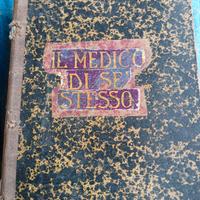 IL MEDICO
DI SE
STESSO